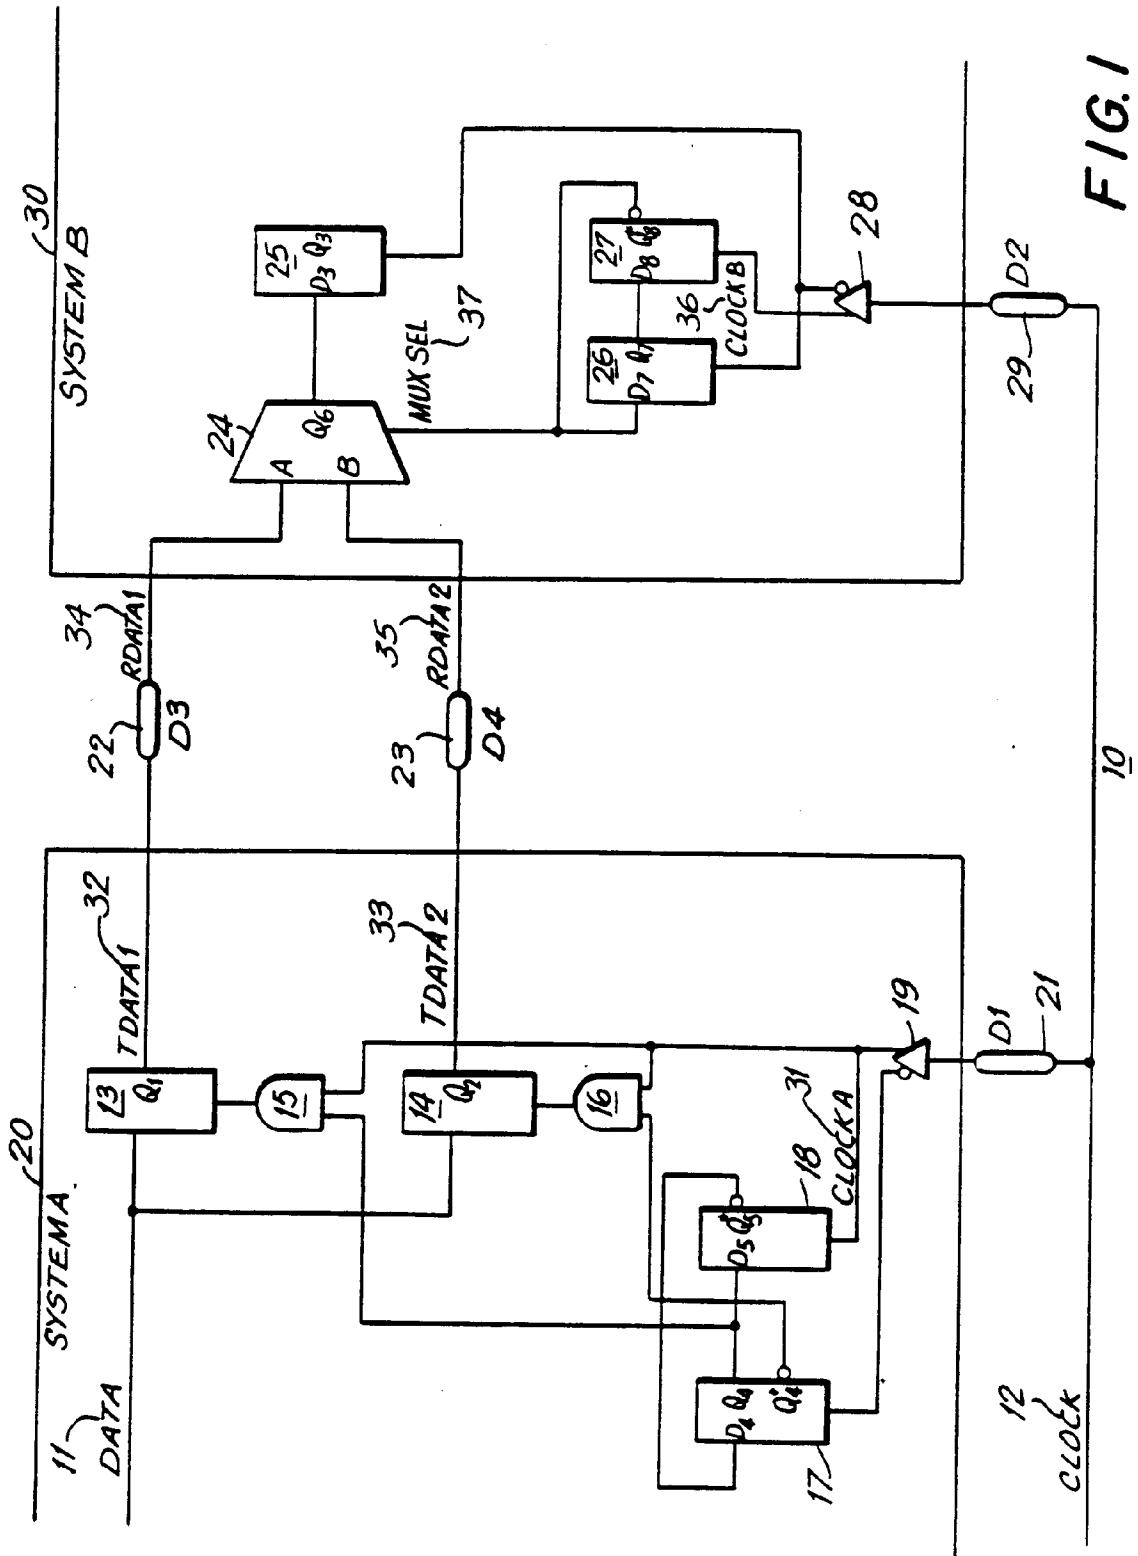 20
SYSTEM A
11
DATA
13
Q1
TDATA1
32
15
14
Q2
TDATA2
33
16
D4 Q4
Q4*
17
D5 Q5*
18
CLOCK A
31
19
D1
21
12
CLOCK
10
22
D3
RDATA1
34
23
D4
RDATA2
35
30
SYSTEM B
24
A
B
Q6
25
D3 Q3
MUX SEL
37
26
D7 Q7
27
D8 Q8*
36
CLOCK B
28
29
D2
FIG. 1